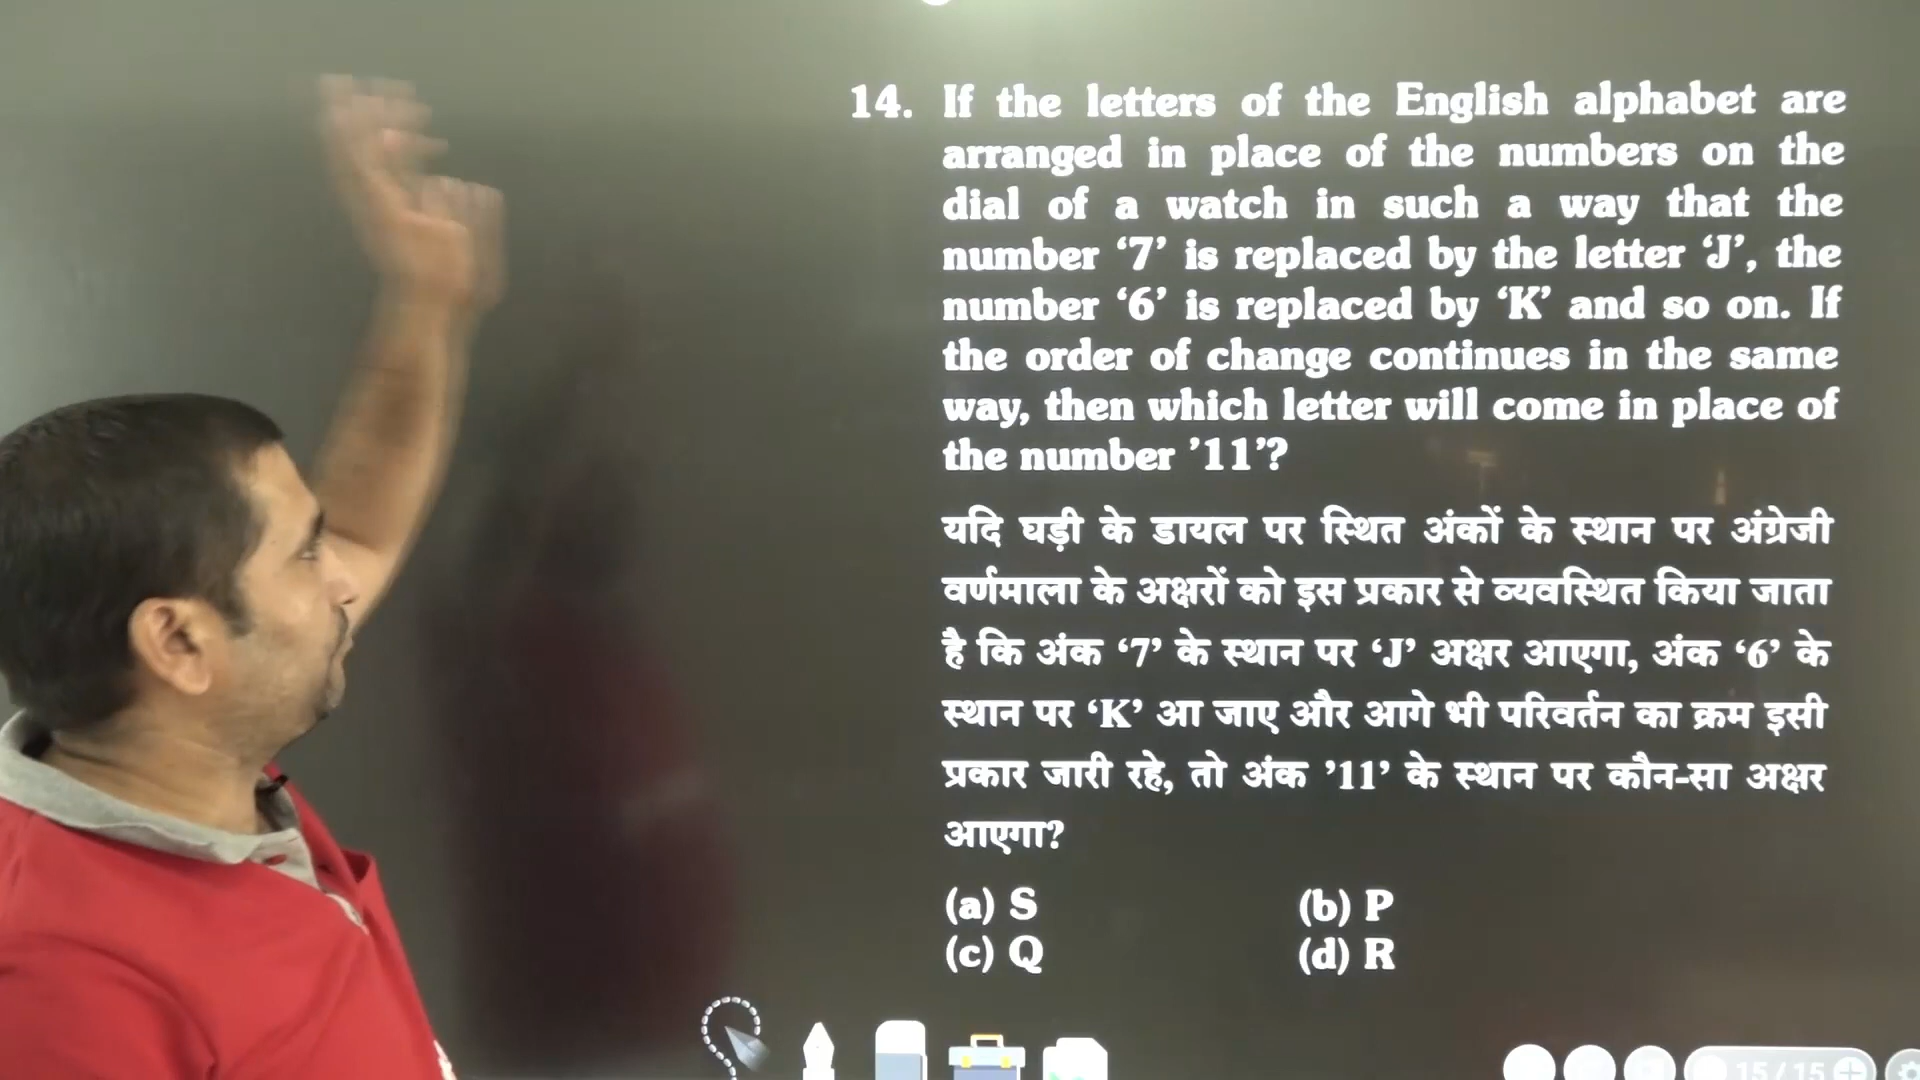 14. If the letters of the English alphabet are
arranged in place of the numbers on the
dial of a watch in such a way that the
number ‘7’ is replaced by the letter ‘J’, the
number ‘6’ is replaced by ‘K’ and so on. If
the order of change continues in the same
way, then which letter will come in place of
the number ’11’?
यदि घड़ी के डायल पर स्थित अंकों के स्थान पर अंग्रेजी
वर्णमाला के अक्षरों को इस प्रकार से व्यवस्थित किया जाता
है कि अंक ‘7’ के स्थान पर ‘J’ अक्षर आएगा, अंक ‘6’ के
स्थान पर ‘K’ आ जाए और आगे भी परिवर्तन का क्रम इसी
प्रकार जारी रहे, तो अंक ’11’ के स्थान पर कौन-सा अक्षर
आएगा?
(a) S (b) P
(c) Q (d) R
15/15